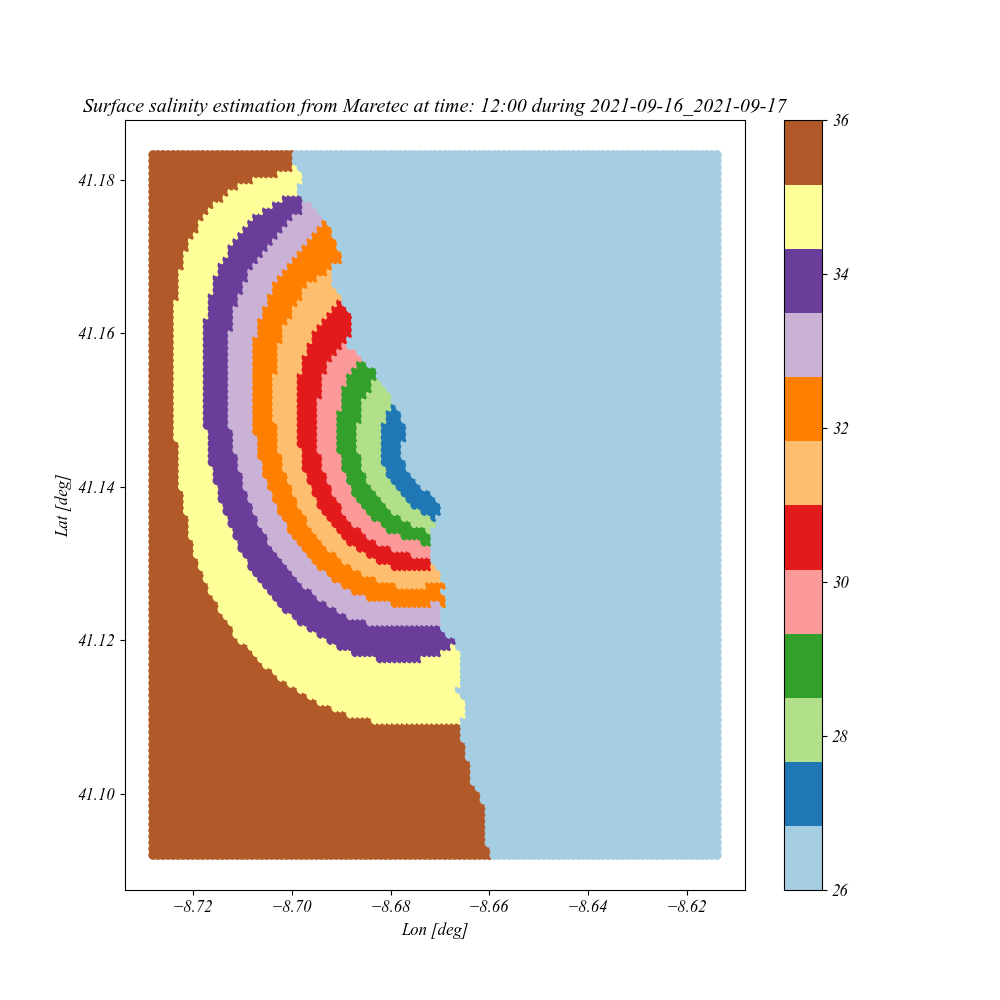 Surface salinity estimation from Maretec at time: 12:00 during 2021-09-16_2021-09-17
36
41.18
34
41.16
32
Lat [deg]
41.14
30
41.12
28
41.10
26
−8.72 −8.70 −8.68 −8.66 −8.64 −8.62
Lon [deg]